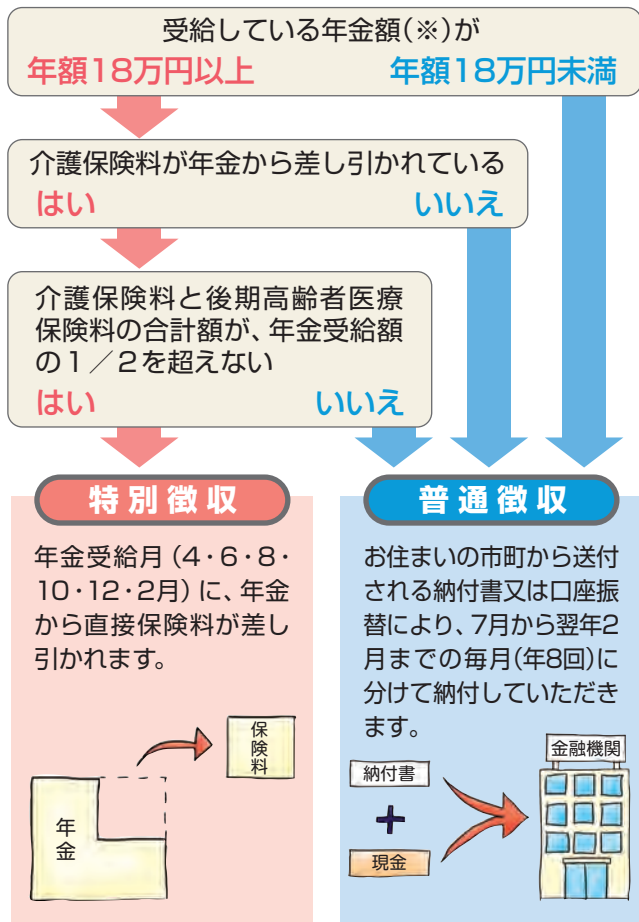 受給している年金額(※)が
年額18万円以上 年額18万円未満
介護保険料が年金から差し引かれている
はい いいえ
介護保険料と後期高齢者医療
保険料の合計額が、年金受給額
の1／2を超えない
はい いいえ
特別徴収
年金受給月(4・6・8・
10・12・2月)に、年金
から直接保険料が差し
引かれます。
保険料
年金
普通徴収
お住まいの市町から送付
される納付書又は口座振
替により、7月から翌年2
月までの毎月(年8回)に
分けて納付していただき
ます。
納付書
+
現金
金融機関